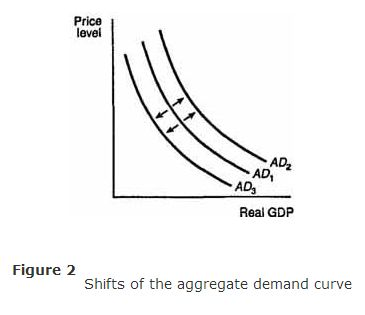 Price
level
AD₂
AD₁
AD₃
Real GDP
Figure 2
Shifts of the aggregate demand curve